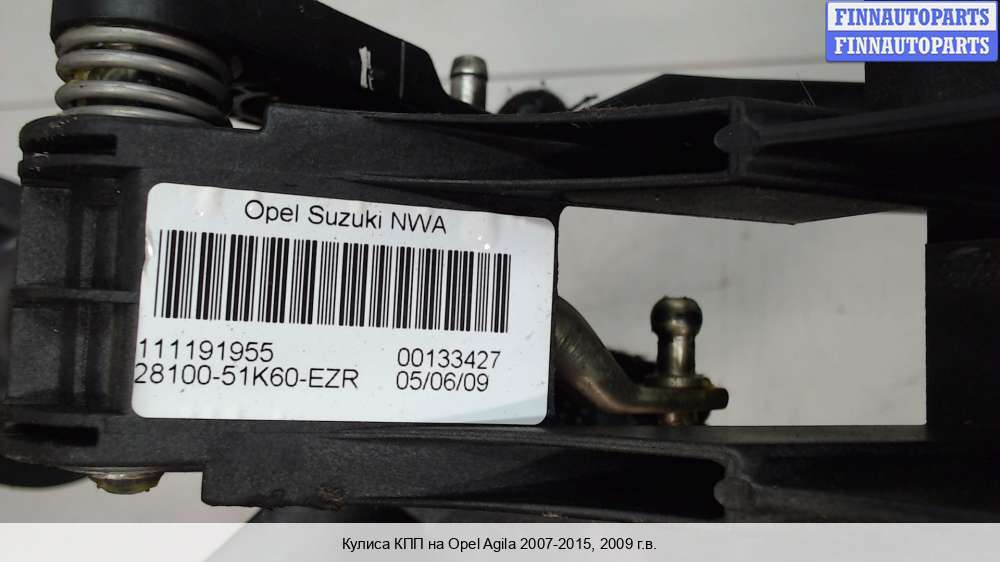 FINNAUTOPARTS
FINNAUTOPARTS
Opel Suzuki NWA
111191955 00133427
28100-51K60-EZR 05/06/09
Кулиса КПП на Opel Agila 2007-2015, 2009 г.в.